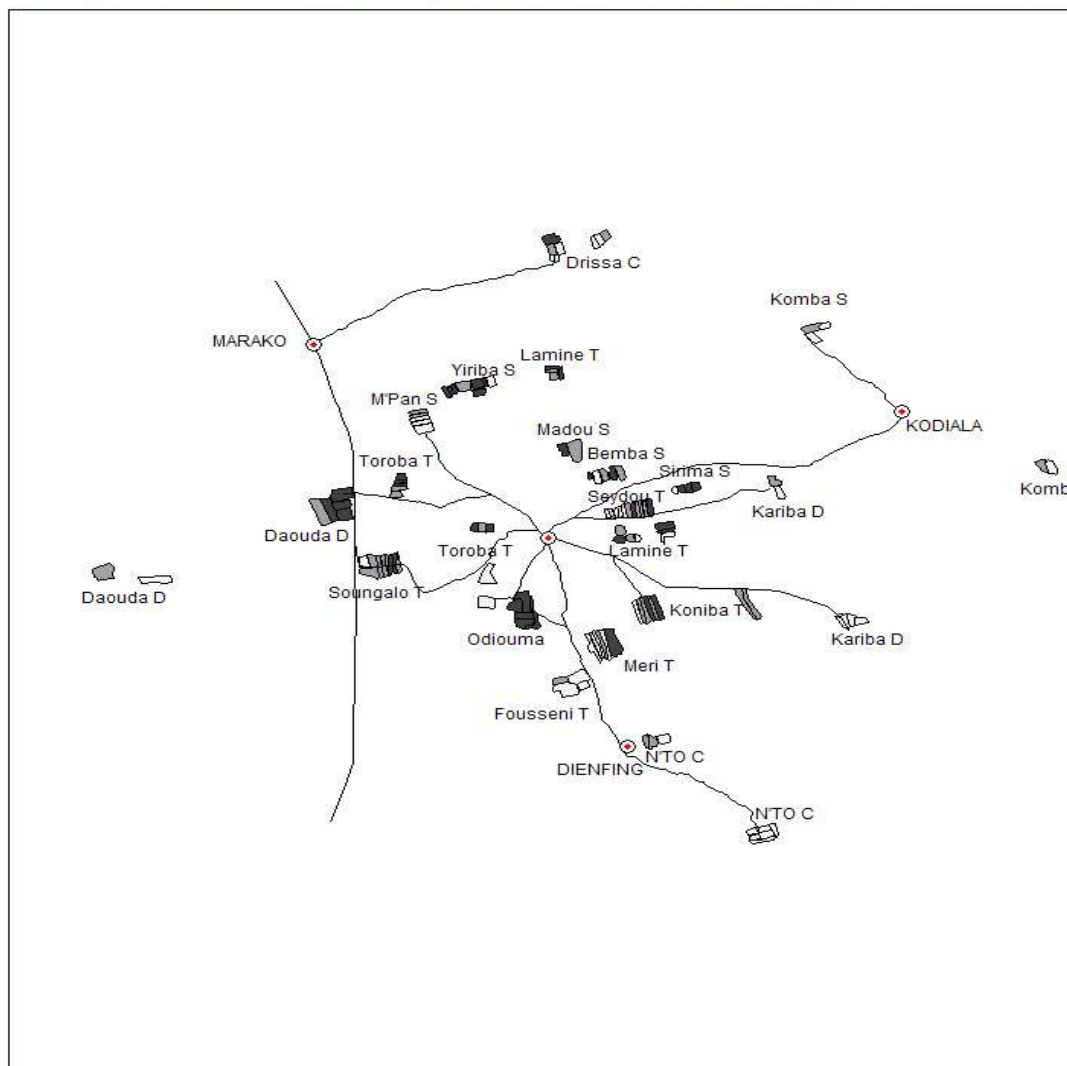 Drissa C
Komba S
MARAKO
Lamine T
Yiriba S
M'Pan S
KODIALA
Madou S
Bemba S
Toroba T
Sirima S
Komb
Seydou T
Kariba D
Daouda D
Toroba T
Lamine T
Soungalo T
Daouda D
Koniba T
Odiouma
Kariba D
Meri T
Fousseni T
N'TO C
DIENFING
N'TO C